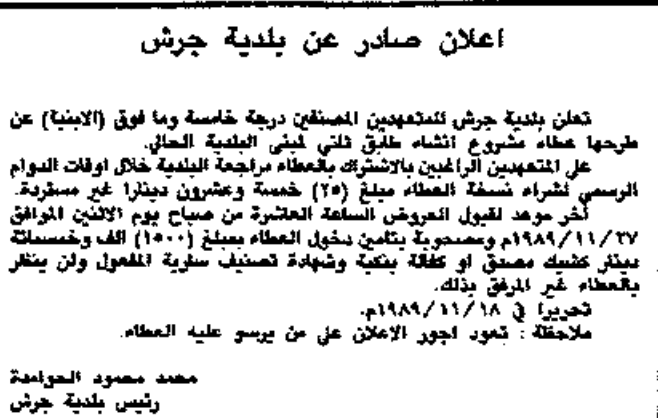 اعلان صادر عن بلدية جرش
تعلن بلدية جرش للمتعهدين المصنفين درجة خامسة وما فوق (الابنية) عن
طرحها عطاء مشروع انشاء طابق ثاني لمبنى البلدية الحالي.
على المتعهدين الراغبين بالاشتراك بالعطاء مراجعة البلدية خلال اوقات الدوام
الرسمي لشراء نسخة العطاء مبلغ (٢٥) خمسة وعشرون دينارا غير مستردة.
آخر موعد لقبول العروض الساعة العاشرة من صباح يوم الاثنين الموافق
١٩٨٩/١١/٢٧م ومصحوبة بتامين دخول العطاء بمبلغ (١٥٠٠) الف وخمسمائة
دينار كشيك مصدق او كفالة بنكية وشهادة تصنيف سارية المفعول ولن ينظر
بالعطاء غير المرفق بذلك.
تحريرا في ١٩٨٩/١١/١٨م.
ملاحظة : تعود اجور الاعلان على من يرسو عليه العطاء.
محمد محمود الحوامدة
رئيس بلدية جرش